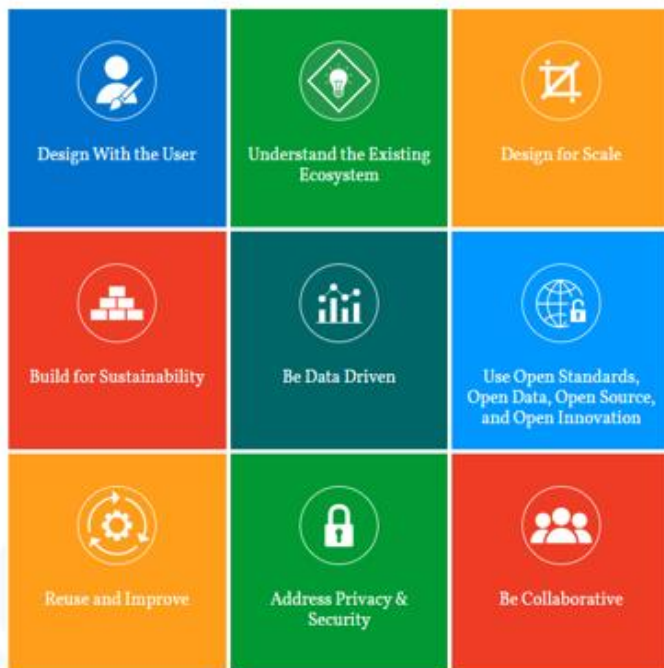 Design With the User
Understand the Existing
Ecosystem
Design for Scale
Build for Sustainability
Be Data Driven
Use Open Standards,
Open Data, Open Source,
and Open Innovation
Reuse and Improve
Address Privacy &
Security
Be Collaborative